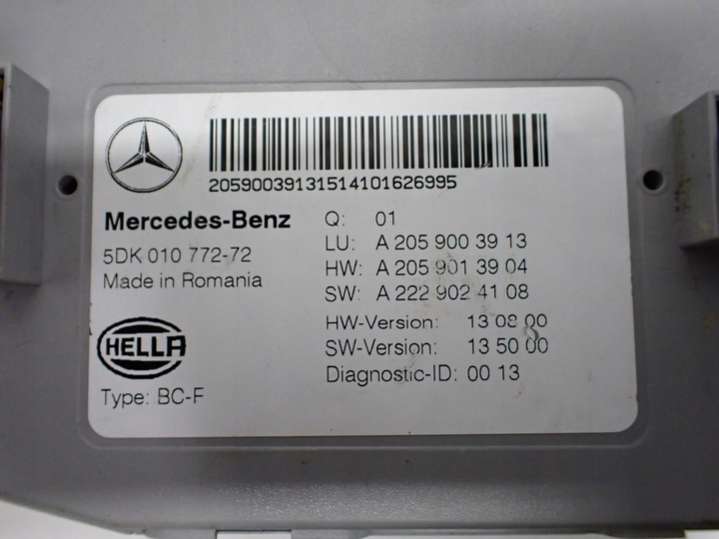 20590039131514101626995
Mercedes-Benz
5DK 010 772-72
Made in Romania
HELLA
Type: BC-F
Q: 01
LU: A 205 900 39 13
HW: A 205 901 39 04
SW: A 222 902 41 08
HW-Version: 13 08 00
SW-Version: 13 50 00
Diagnostic-ID: 00 13